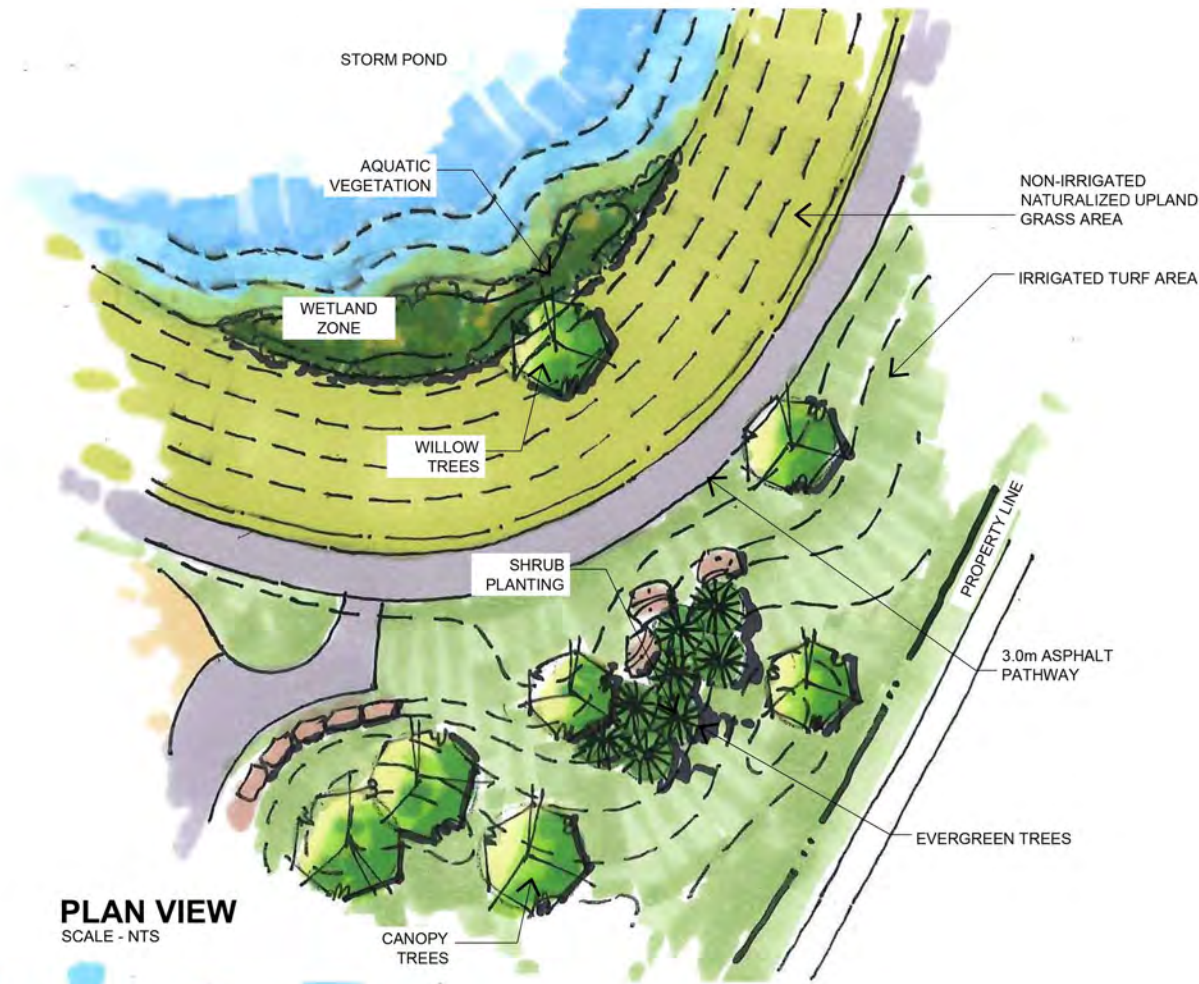 STORM POND
AQUATIC
VEGETATION
NON-IRRIGATED
NATURALIZED UPLAND
GRASS AREA
IRRIGATED TURF AREA
WETLAND
ZONE
WILLOW
TREES
PROPERTY LINE
SHRUB
PLANTING
3.0m ASPHALT
PATHWAY
EVERGREEN TREES
PLAN VIEW
SCALE - NTS
CANOPY
TREES